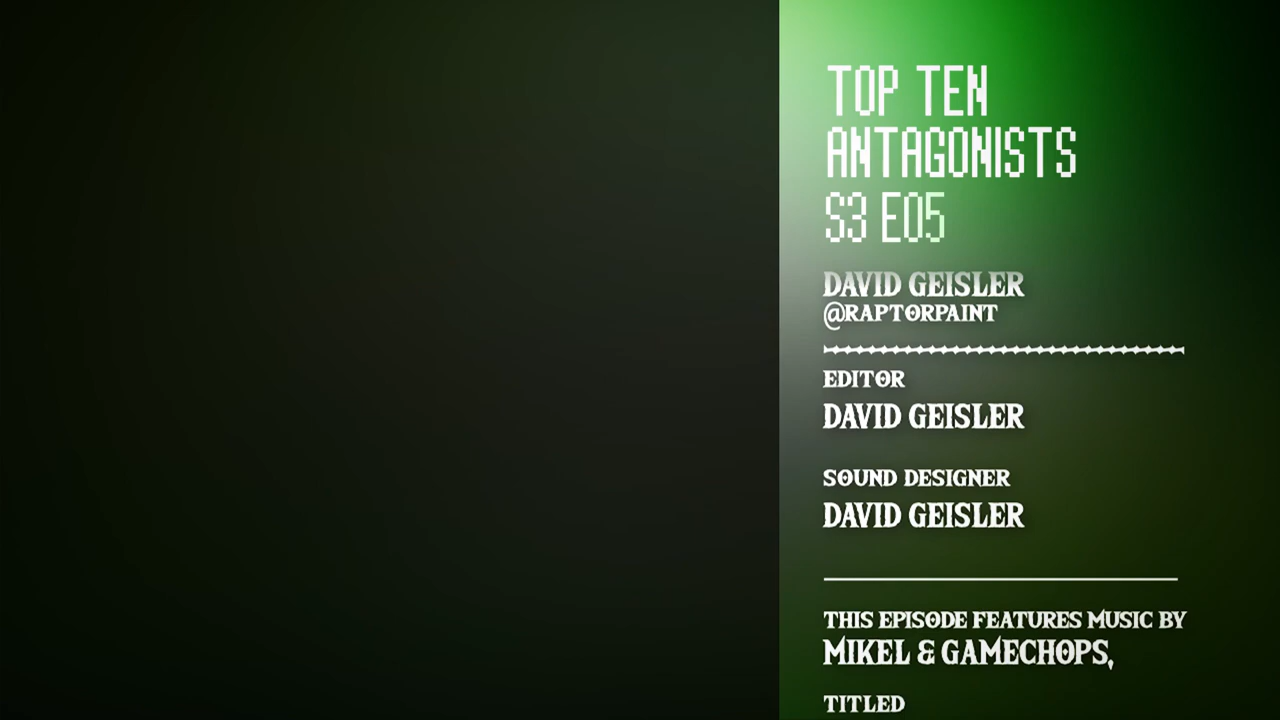 TOP TEN
ANTAGONISTS
S3 E05
DAVID GEISLER
@RAPTORPAINT
EDITOR
DAVID GEISLER
SOUND DESIGNER
DAVID GEISLER
THIS EPISODE FEATURES MUSIC BY
MIKEL & GAMECHOPS,
TITLED